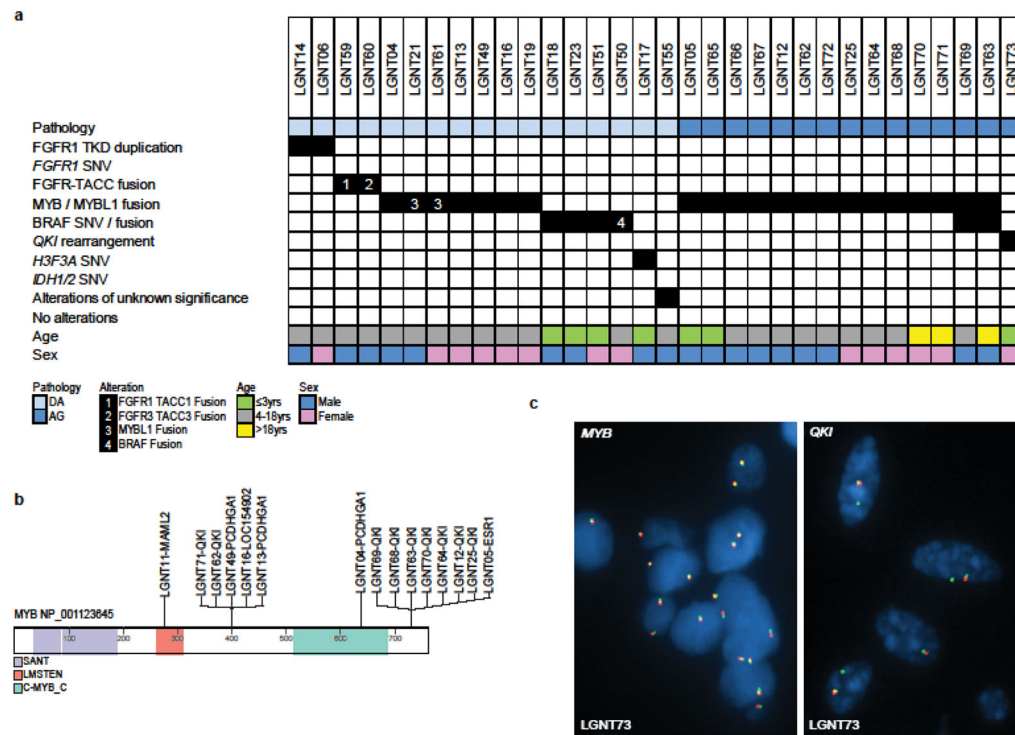 a
LGNT14 LGNT06 LGNT59 LGNT60 LGNT04 LGNT21 LGNT61 LGNT13 LGNT49 LGNT16 LGNT19 LGNT18 LGNT23 LGNT51 LGNT50 LGNT17 LGNT55 LGNT05 LGNT65 LGNT66 LGNT67 LGNT12 LGNT62 LGNT72 LGNT25 LGNT64 LGNT68 LGNT70 LGNT71 LGNT69 LGNT63 LGNT73
Pathology
FGFR1 TKD duplication
FGFR1 SNV
FGFR-TACC fusion 1 2
MYB / MYBL1 fusion 3 3
BRAF SNV / fusion 4
QKI rearrangement
H3F3A SNV
IDH1/2 SNV
Alterations of unknown significance
No alterations
Age
Sex
Pathology
DA
AG
Alteration
1 FGFR1 TACC1 Fusion
2 FGFR3 TACC3 Fusion
3 MYBL1 Fusion
4 BRAF Fusion
Age
≤3yrs
4-18yrs
>18yrs
Sex
Male
Female
b
LGNT11-MAML2
LGNT71-QKI
LGNT62-QKI
LGNT49-PCDHGA1
LGNT16-LOC154902
LGNT13-PCDHGA1
LGNT04-PCDHGA1
LGNT69-QKI
LGNT68-QKI
LGNT63-QKI
LGNT70-QKI
LGNT64-QKI
LGNT12-QKI
LGNT25-QKI
LGNT05-ESR1
MYB NP_001123645
100 200 300 400 500 600 700
SANT
LMSTEN
C-MYB_C
c
MYB
LGNT73
QKI
LGNT73